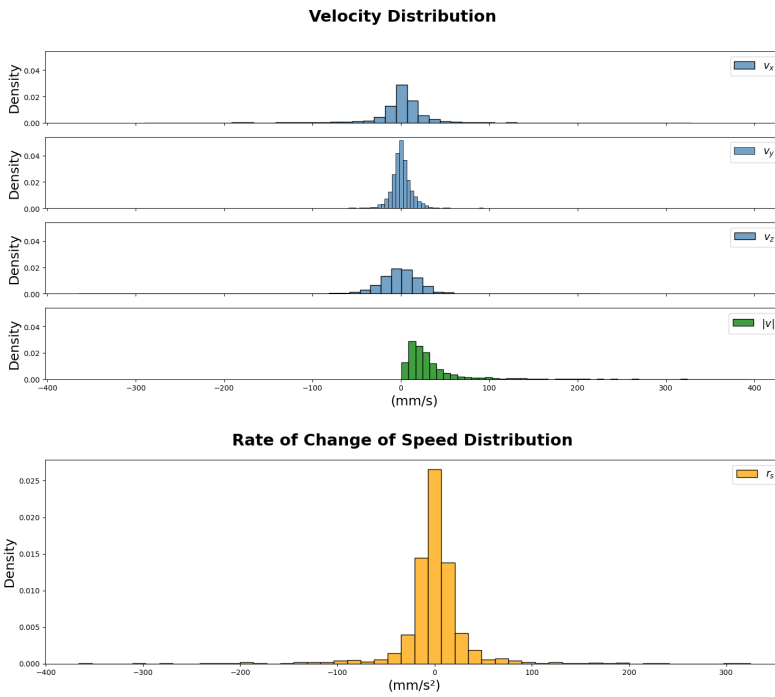 Velocity Distribution
Density
0.04
0.02
0.00
v_x
Density
0.04
0.02
0.00
v_y
Density
0.04
0.02
0.00
v_z
Density
0.04
0.02
0.00
|v|
−400 −300 −200 −100 0 100 200 300 400
(mm/s)
Rate of Change of Speed Distribution
Density
0.025
0.020
0.015
0.010
0.005
0.000
r_s
−400 −300 −200 −100 0 100 200 300
(mm/s²)